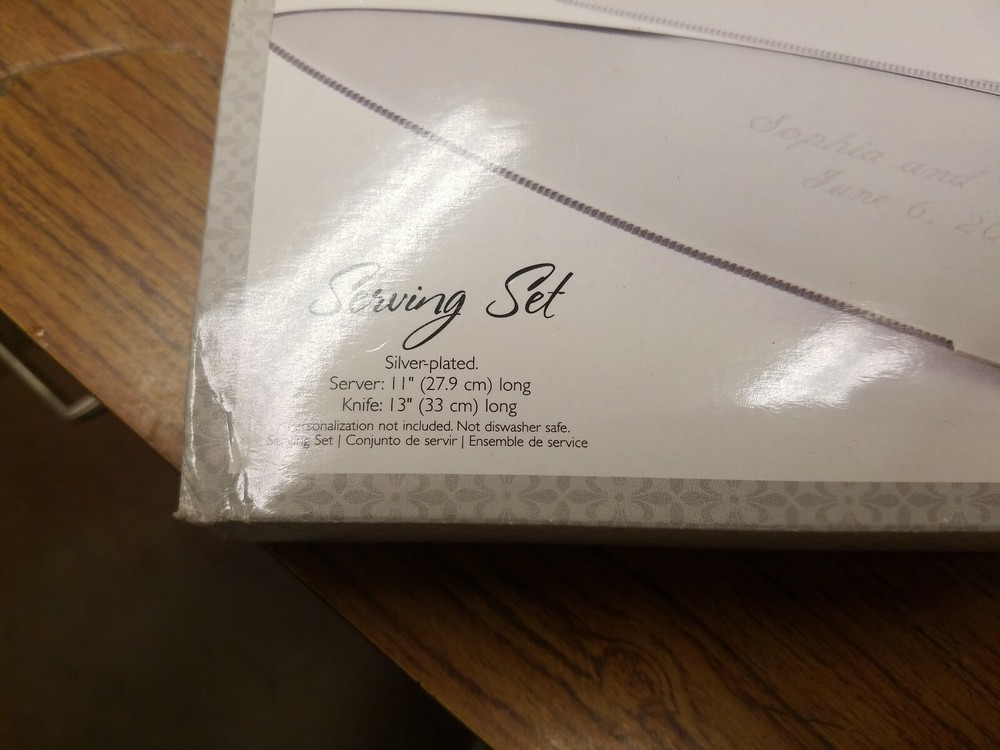 Sophia and
June 6, 20
Serving Set
Silver-plated.
Server: 11" (27.9 cm) long
Knife: 13" (33 cm) long
Personalization not included. Not diswasher safe.
Serving Set | Conjunto de servir | Ensemble de service